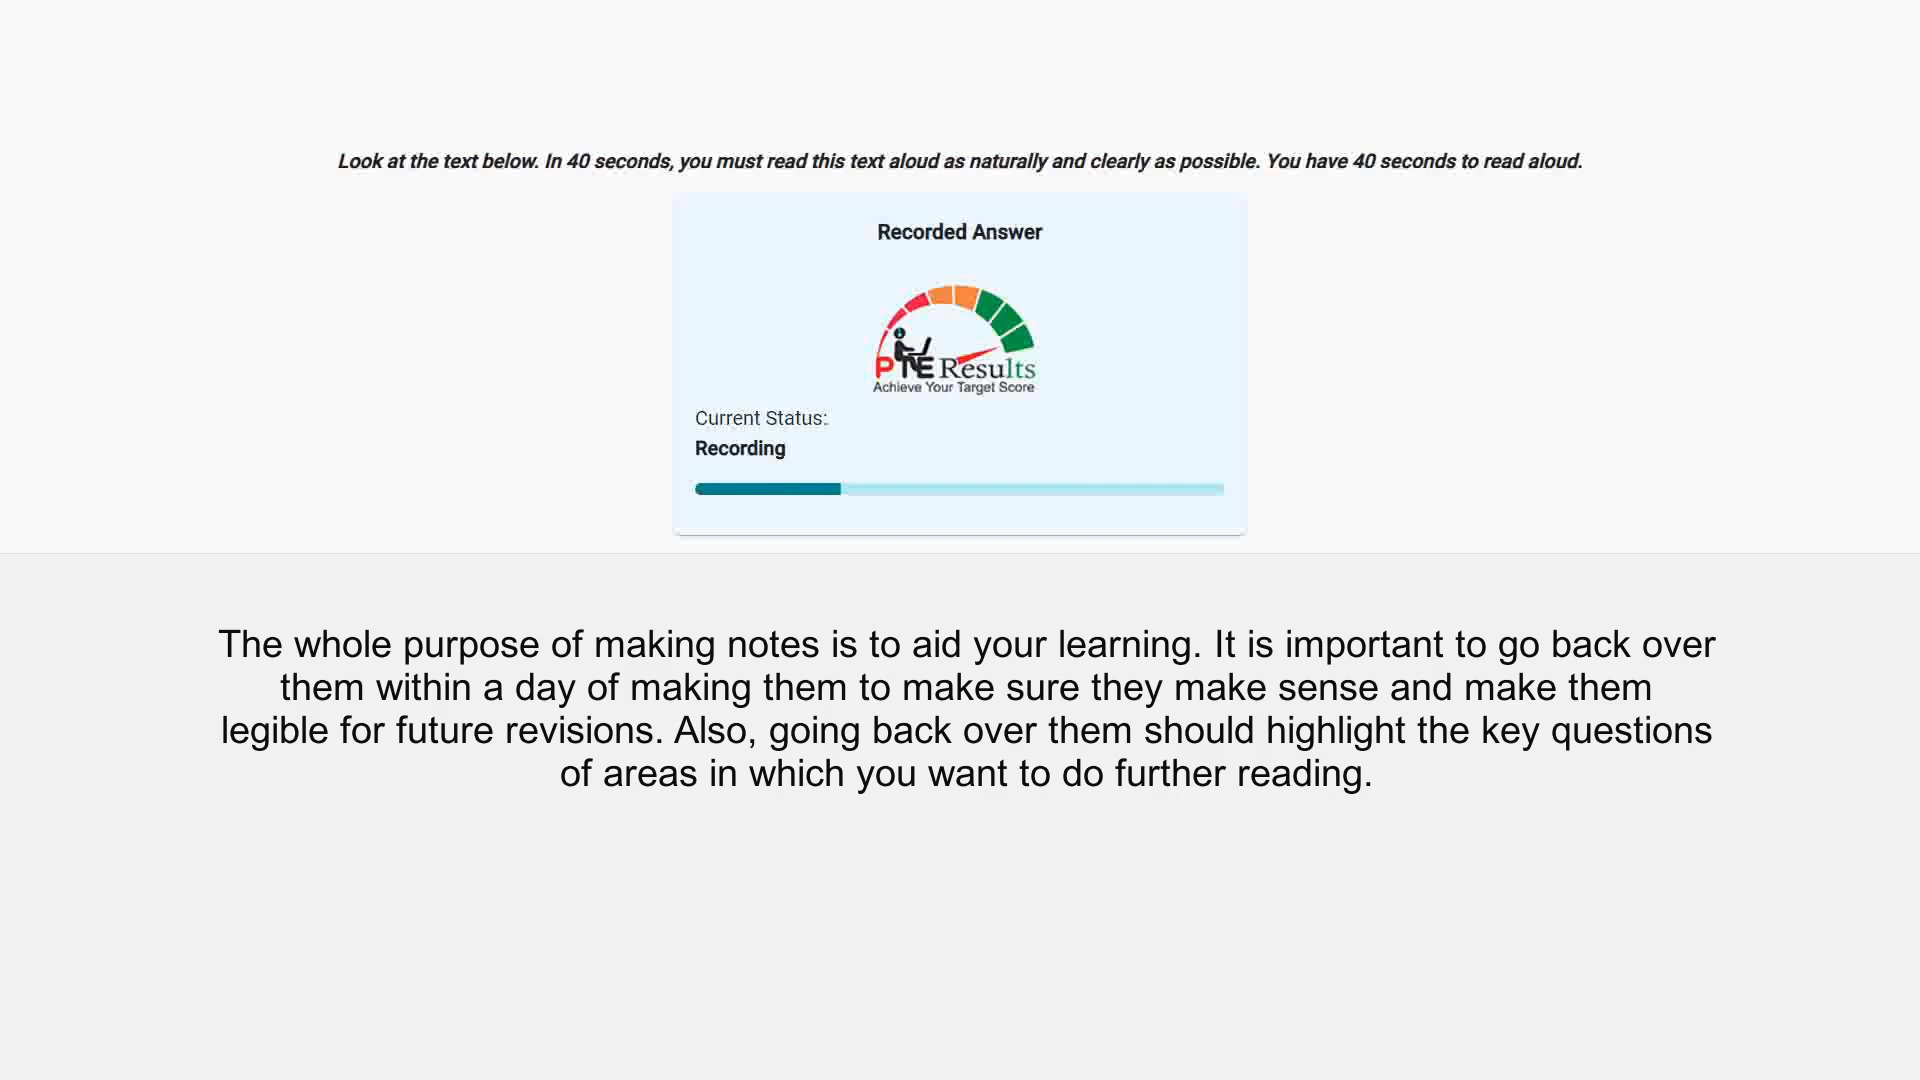 Look at the text below. In 40 seconds, you must read this text aloud as naturally and clearly as possible. You have 40 seconds to read aloud.
Recorded Answer
PTE Results
Achieve Your Target Score
Current Status:
Recording
The whole purpose of making notes is to aid your learning. It is important to go back over
them within a day of making them to make sure they make sense and make them
legible for future revisions. Also, going back over them should highlight the key questions
of areas in which you want to do further reading.